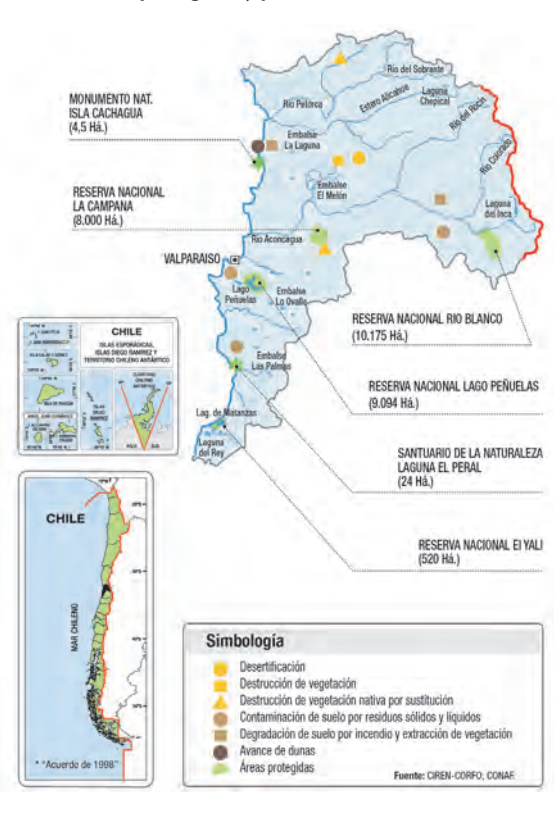 Río del Sobrante
MONUMENTO NAT.
ISLA CACHAGUA
(4,5 Há.)
Río Petorca
Estero Alicahue
Laguna
Chepical
Río del Rocín
Embalse
La Laguna
Río Colorado
RESERVA NACIONAL
LA CAMPANA
(8.000 Há.)
Embalse
El Melón
Laguna
del Inca
Río Aconcagua
VALPARAISO
Lago
Peñuelas
Embalse
Lo Ovalle
RESERVA NACIONAL RIO BLANCO
(10.175 Há.)
CHILE
ISLAS ESPORÁDICAS,
ISLAS DIEGO RAMÍREZ Y
TERRITORIO CHILENO ANTÁRTICO
Embalse
Las Palmas
RESERVA NACIONAL LAGO PEÑUELAS
(9.094 Há.)
Lag. de Matanzas
Laguna
del Rey
SANTUARIO DE LA NATURALEZA
LAGUNA EL PERAL
(24 Há.)
RESERVA NACIONAL El YALI
(520 Há.)
CHILE
MAR CHILENO
* "Acuerdo de 1998"
Simbología
Desertificación
Destrucción de vegetación
Destrucción de vegetación nativa por sustitución
Contaminación de suelo por residuos sólidos y líquidos
Degradación de suelo por incendio y extracción de vegetación
Avance de dunas
Áreas protegidas
Fuente: CIREN-CORFO; CONAF.